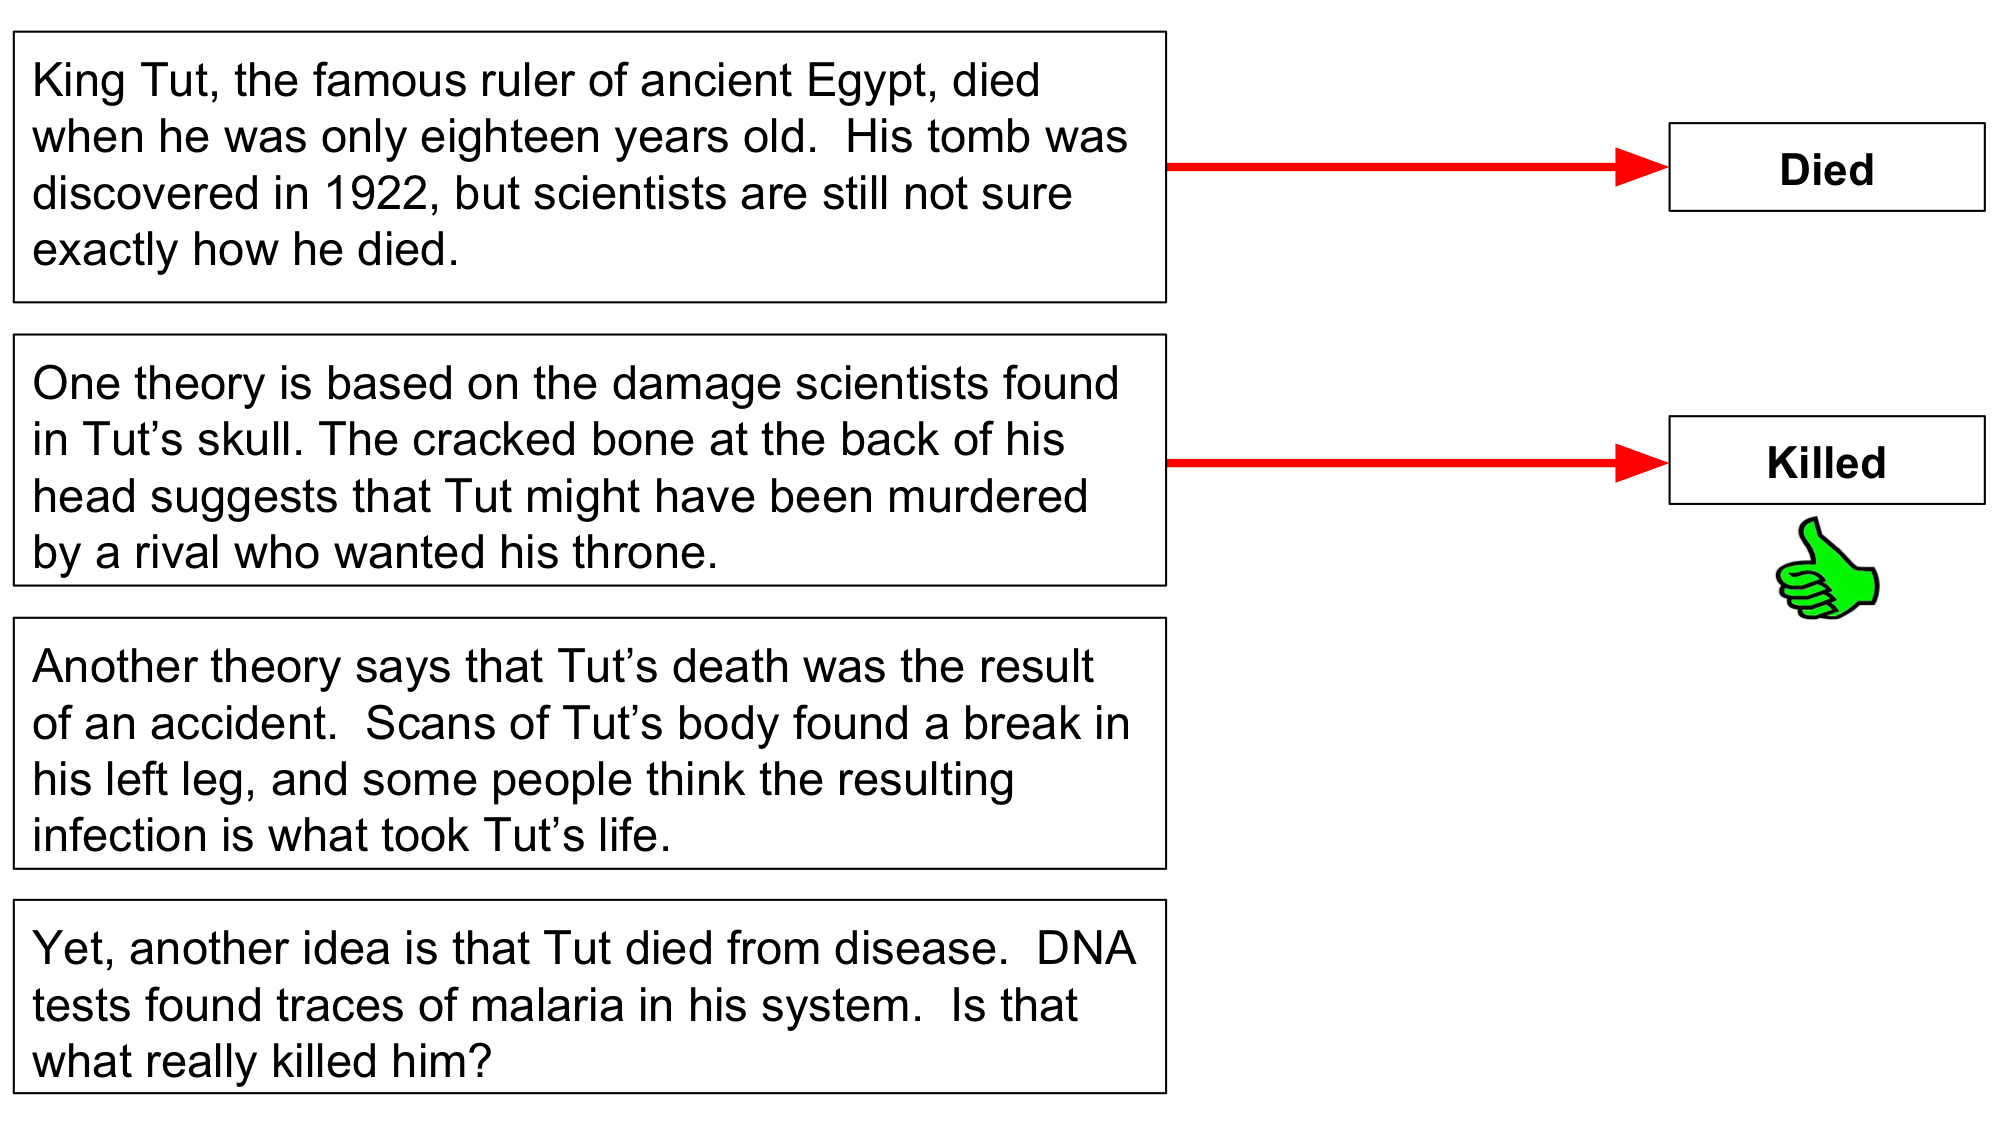 King Tut, the famous ruler of ancient Egypt, died
when he was only eighteen years old.  His tomb was
discovered in 1922, but scientists are still not sure
exactly how he died.
Died
One theory is based on the damage scientists found
in Tut’s skull. The cracked bone at the back of his
head suggests that Tut might have been murdered
by a rival who wanted his throne.
Killed
Another theory says that Tut’s death was the result
of an accident.  Scans of Tut’s body found a break in
his left leg, and some people think the resulting
infection is what took Tut’s life.
Yet, another idea is that Tut died from disease.  DNA
tests found traces of malaria in his system.  Is that
what really killed him?